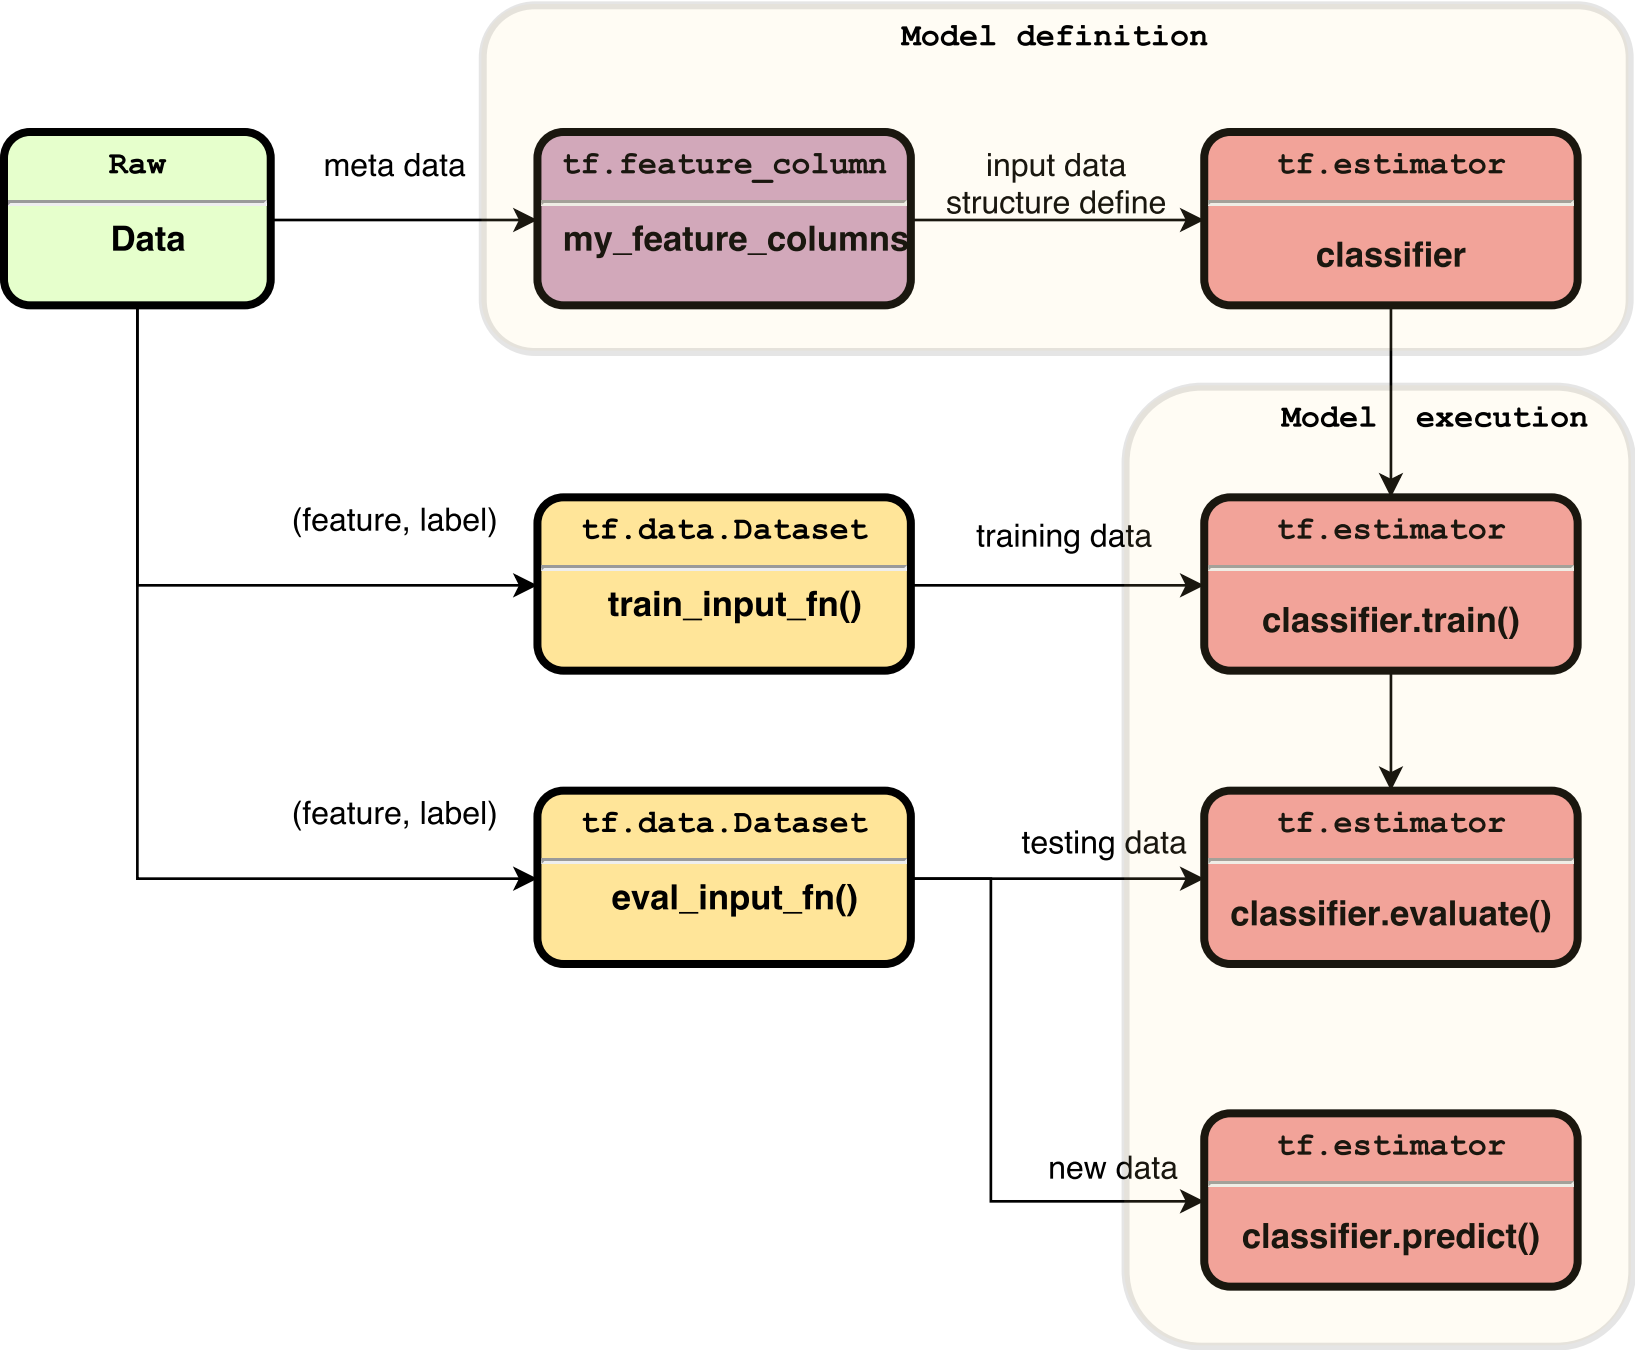 Model definition
Raw
Data
meta data
tf.feature_column
my_feature_columns
input data
structure define
tf.estimator
classifier
Model execution
(feature, label)
tf.data.Dataset
train_input_fn()
training data
tf.estimator
classifier.train()
(feature, label)
tf.data.Dataset
eval_input_fn()
testing data
tf.estimator
classifier.evaluate()
new data
tf.estimator
classifier.predict()